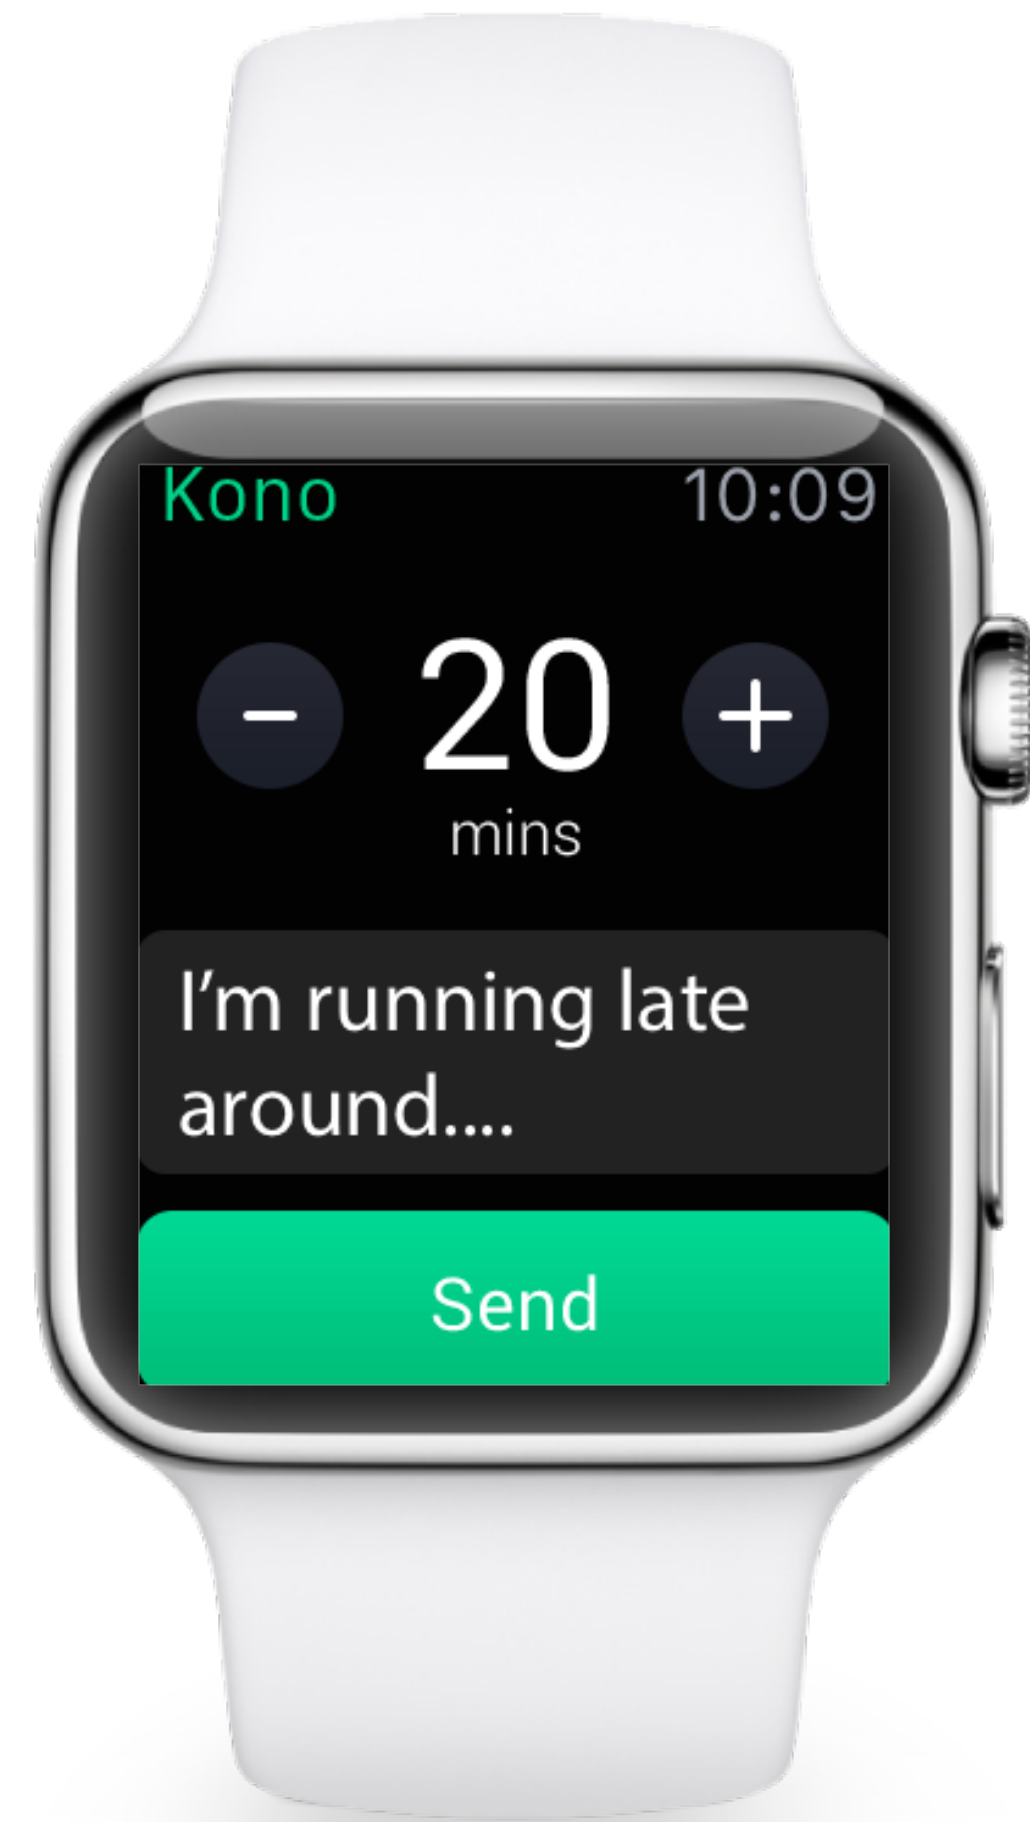 Kono 10:09
− 20 +
mins
I’m running late
around....
Send